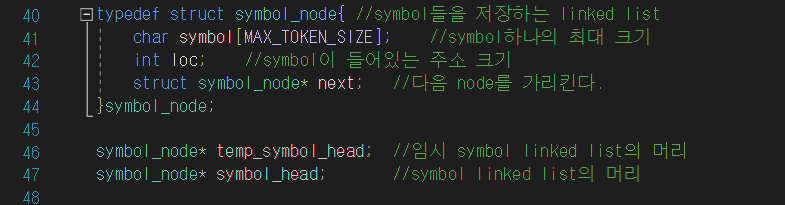 40 typedef struct symbol_node{ //symbol들을 저장하는 linked list
41 char symbol[MAX_TOKEN_SIZE]; //symbol하나의 최대 크기
42 int loc; //symbol이 들어있는 주소 크기
43 struct symbol_node* next; //다음 node를 가리킨다.
44 }symbol_node;
45
46 symbol_node* temp_symbol_head; //임시 symbol linked list의 머리
47 symbol_node* symbol_head; //symbol linked list의 머리
48